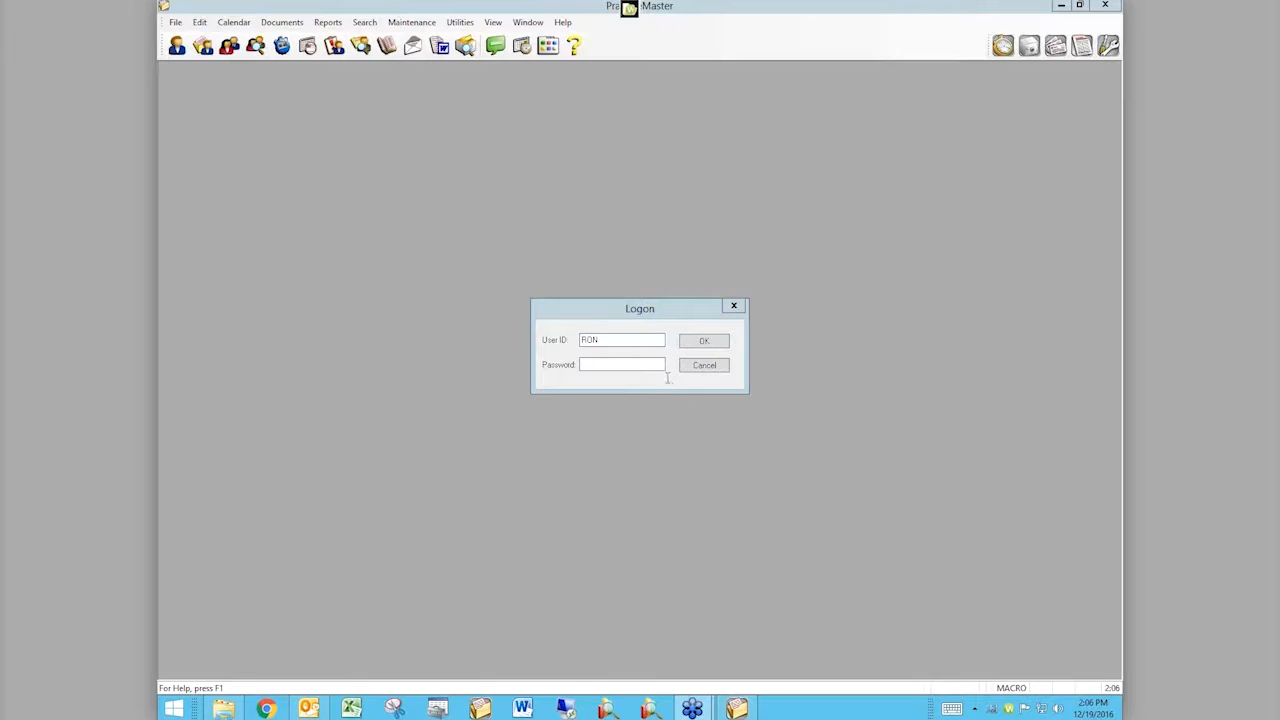 Pra Master
File Edit Calendar Documents Reports Search Maintenance Utilities View Window Help
Logon
User ID: RON OK
Password: Cancel
For Help, press F1 MACRO 2:06
2:06 PM
12/19/2016